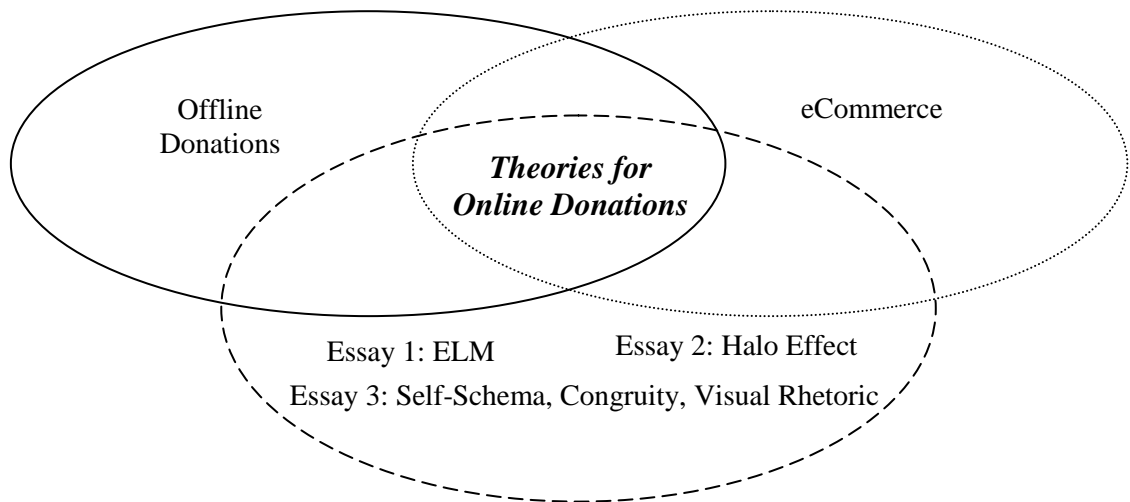 Offline
Donations
eCommerce
Theories for
Online Donations
Essay 1: ELM
Essay 2: Halo Effect
Essay 3: Self-Schema, Congruity, Visual Rhetoric